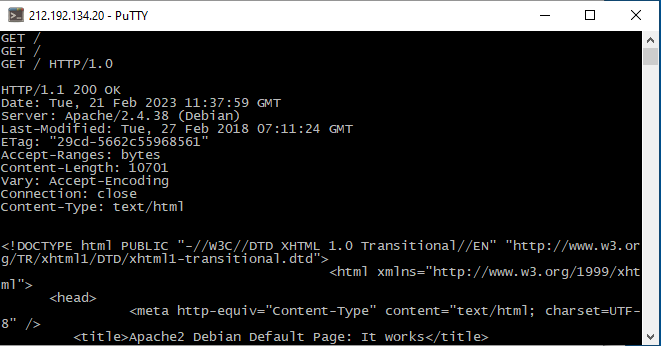 212.192.134.20 - PuTTY
GET /
GET /
GET / HTTP/1.0
HTTP/1.1 200 OK
Date: Tue, 21 Feb 2023 11:37:59 GMT
Server: Apache/2.4.38 (Debian)
Last-Modified: Tue, 27 Feb 2018 07:11:24 GMT
ETag: "29cd-5662c55968561"
Accept-Ranges: bytes
Content-Length: 10701
Vary: Accept-Encoding
Connection: close
Content-Type: text/html
<!DOCTYPE html PUBLIC "-//W3C//DTD XHTML 1.0 Transitional//EN" "http://www.w3.or
g/TR/xhtml1/DTD/xhtml1-transitional.dtd">
<html xmlns="http://www.w3.org/1999/xht
ml">
<head>
<meta http-equiv="Content-Type" content="text/html; charset=UTF-
8" />
<title>Apache2 Debian Default Page: It works</title>